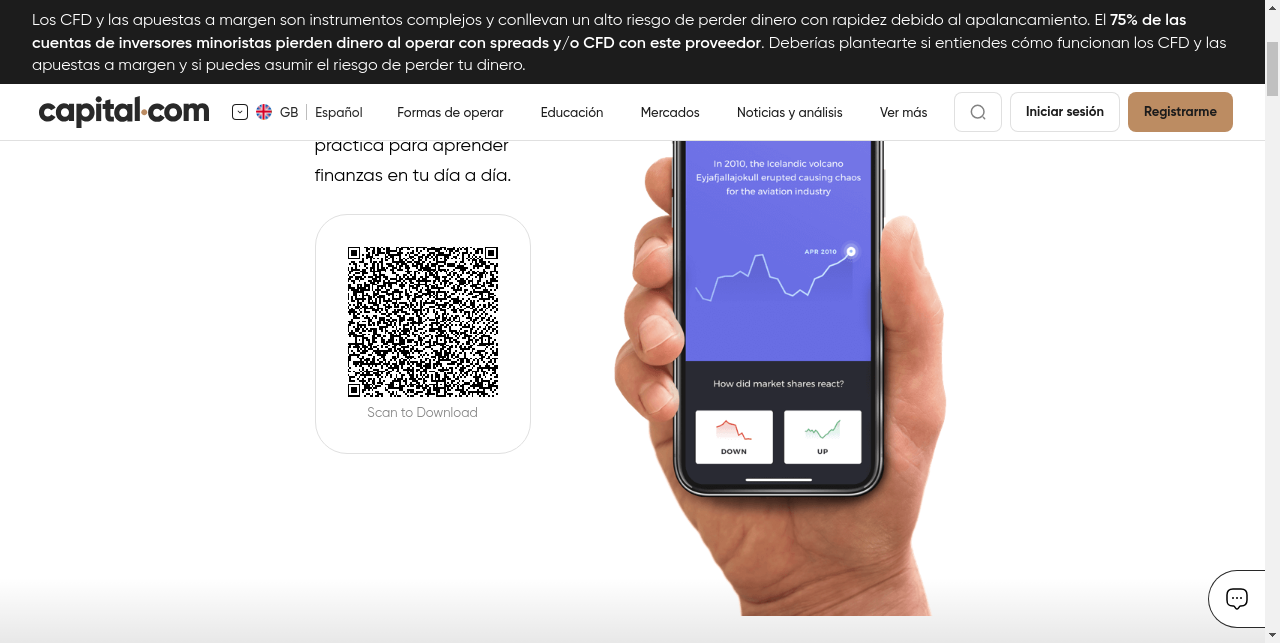 Los CFD y las apuestas a margen son instrumentos complejos y conllevan un alto riesgo de perder dinero con rapidez debido al apalancamiento. El 75% de las
cuentas de inversores minoristas pierden dinero al operar con spreads y/o CFD con este proveedor. Deberías plantearte si entiendes cómo funcionan los CFD y las
apuestas a margen y si puedes asumir el riesgo de perder tu dinero.
capital.com
GB
Español
Formas de operar
Educación
Mercados
Noticias y análisis
Ver más
Iniciar sesión
Registrarme
práctica para aprender
finanzas en tu día a día.
Scan to Download
In 2010, the Icelandic volcano
Eyjafjallajokull erupted causing chaos
for the aviation industry
APR 2010
How did market shares react?
DOWN
UP